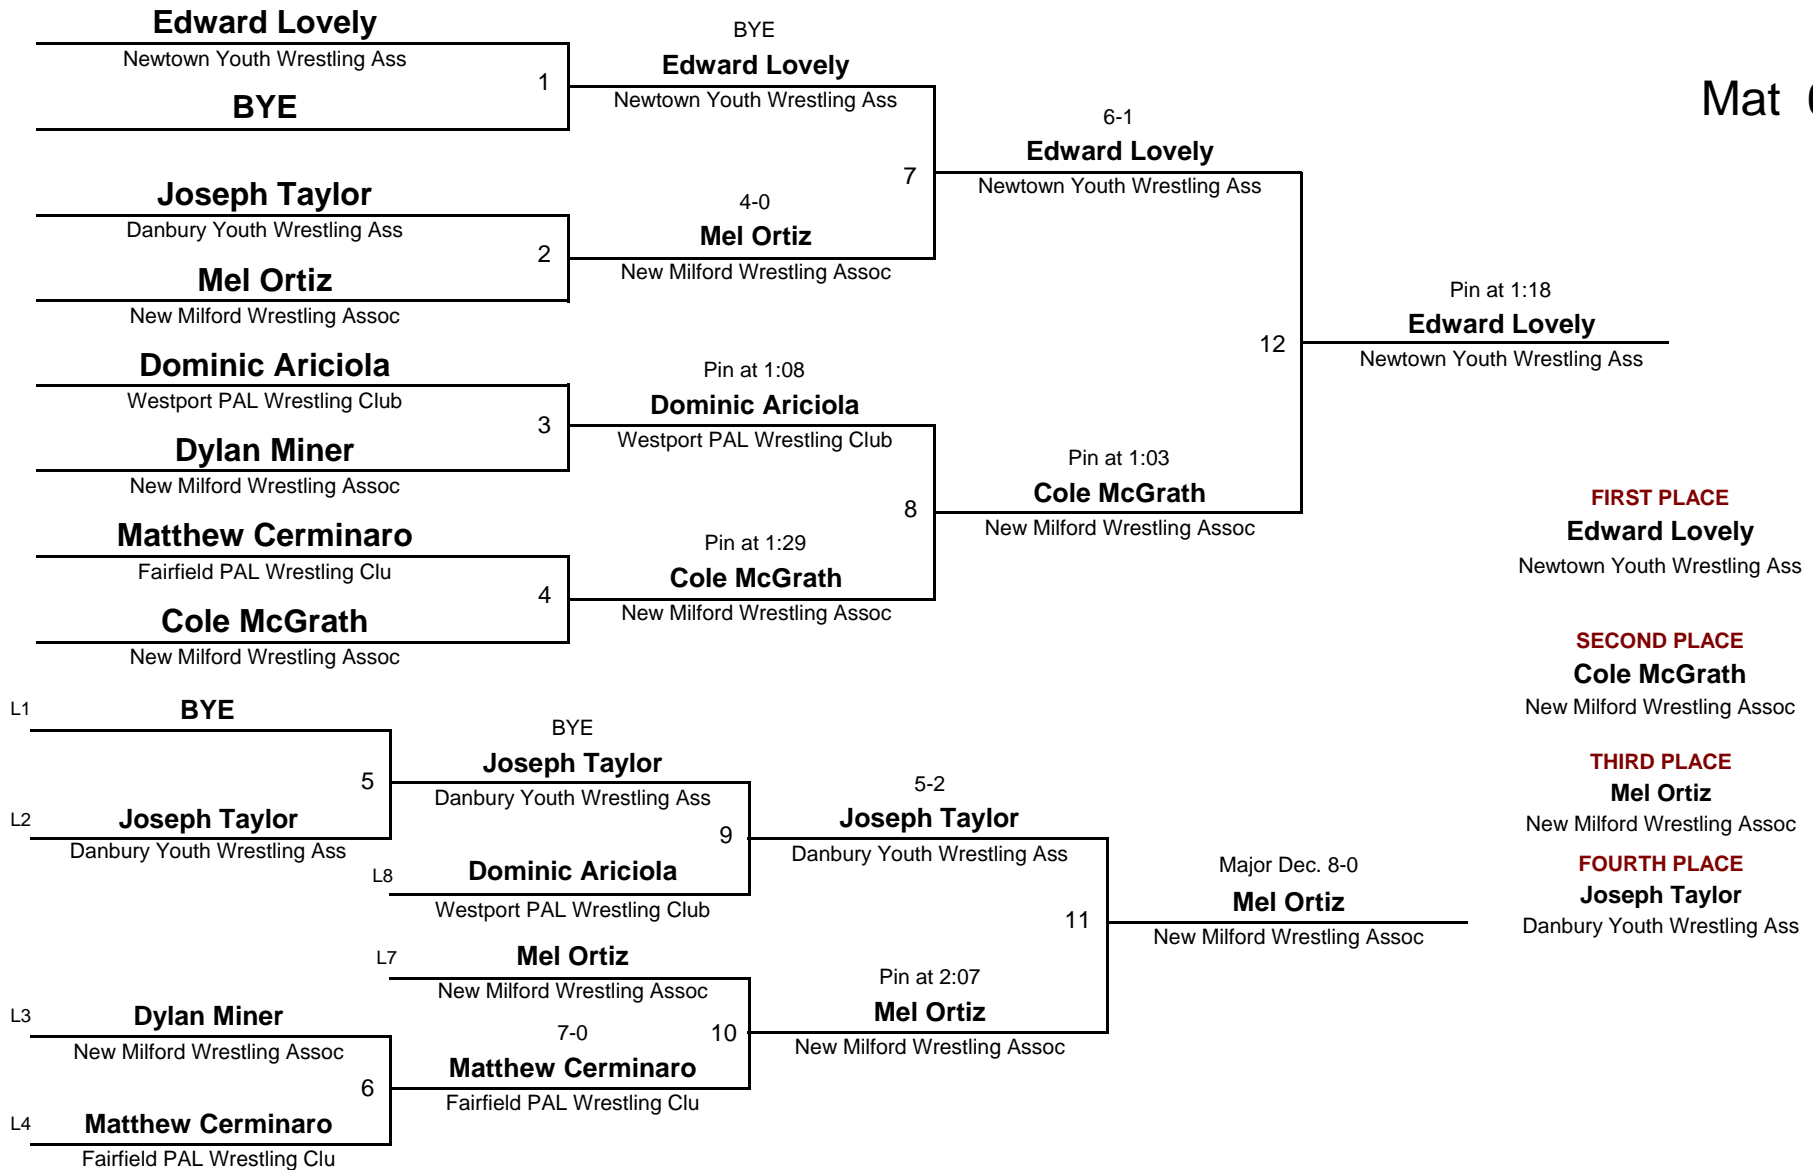 Edward Lovely
Newtown Youth Wrestling Ass
1
BYE
Joseph Taylor
Danbury Youth Wrestling Ass
2
Mel Ortiz
New Milford Wrestling Assoc
Dominic Ariciola
Westport PAL Wrestling Club
3
Dylan Miner
New Milford Wrestling Assoc
Matthew Cerminaro
Fairfield PAL Wrestling Clu
4
Cole McGrath
New Milford Wrestling Assoc
BYE
Edward Lovely
Newtown Youth Wrestling Ass
7
4-0
Mel Ortiz
New Milford Wrestling Assoc
Pin at 1:08
Dominic Ariciola
Westport PAL Wrestling Club
8
Pin at 1:29
Cole McGrath
New Milford Wrestling Assoc
6-1
Edward Lovely
Newtown Youth Wrestling Ass
12
Pin at 1:03
Cole McGrath
New Milford Wrestling Assoc
Pin at 1:18
Edward Lovely
Newtown Youth Wrestling Ass
Mat
FIRST PLACE
Edward Lovely
Newtown Youth Wrestling Ass
SECOND PLACE
Cole McGrath
New Milford Wrestling Assoc
THIRD PLACE
Mel Ortiz
New Milford Wrestling Assoc
FOURTH PLACE
Joseph Taylor
Danbury Youth Wrestling Ass
L1 BYE
5
L2 Joseph Taylor
Danbury Youth Wrestling Ass
L3 Dylan Miner
New Milford Wrestling Assoc
6
L4 Matthew Cerminaro
Fairfield PAL Wrestling Clu
BYE
Joseph Taylor
Danbury Youth Wrestling Ass
9
L8 Dominic Ariciola
Westport PAL Wrestling Club
L7 Mel Ortiz
New Milford Wrestling Assoc
7-0 10
Matthew Cerminaro
Fairfield PAL Wrestling Clu
5-2
Joseph Taylor
Danbury Youth Wrestling Ass
11
Pin at 2:07
Mel Ortiz
New Milford Wrestling Assoc
Major Dec. 8-0
Mel Ortiz
New Milford Wrestling Assoc